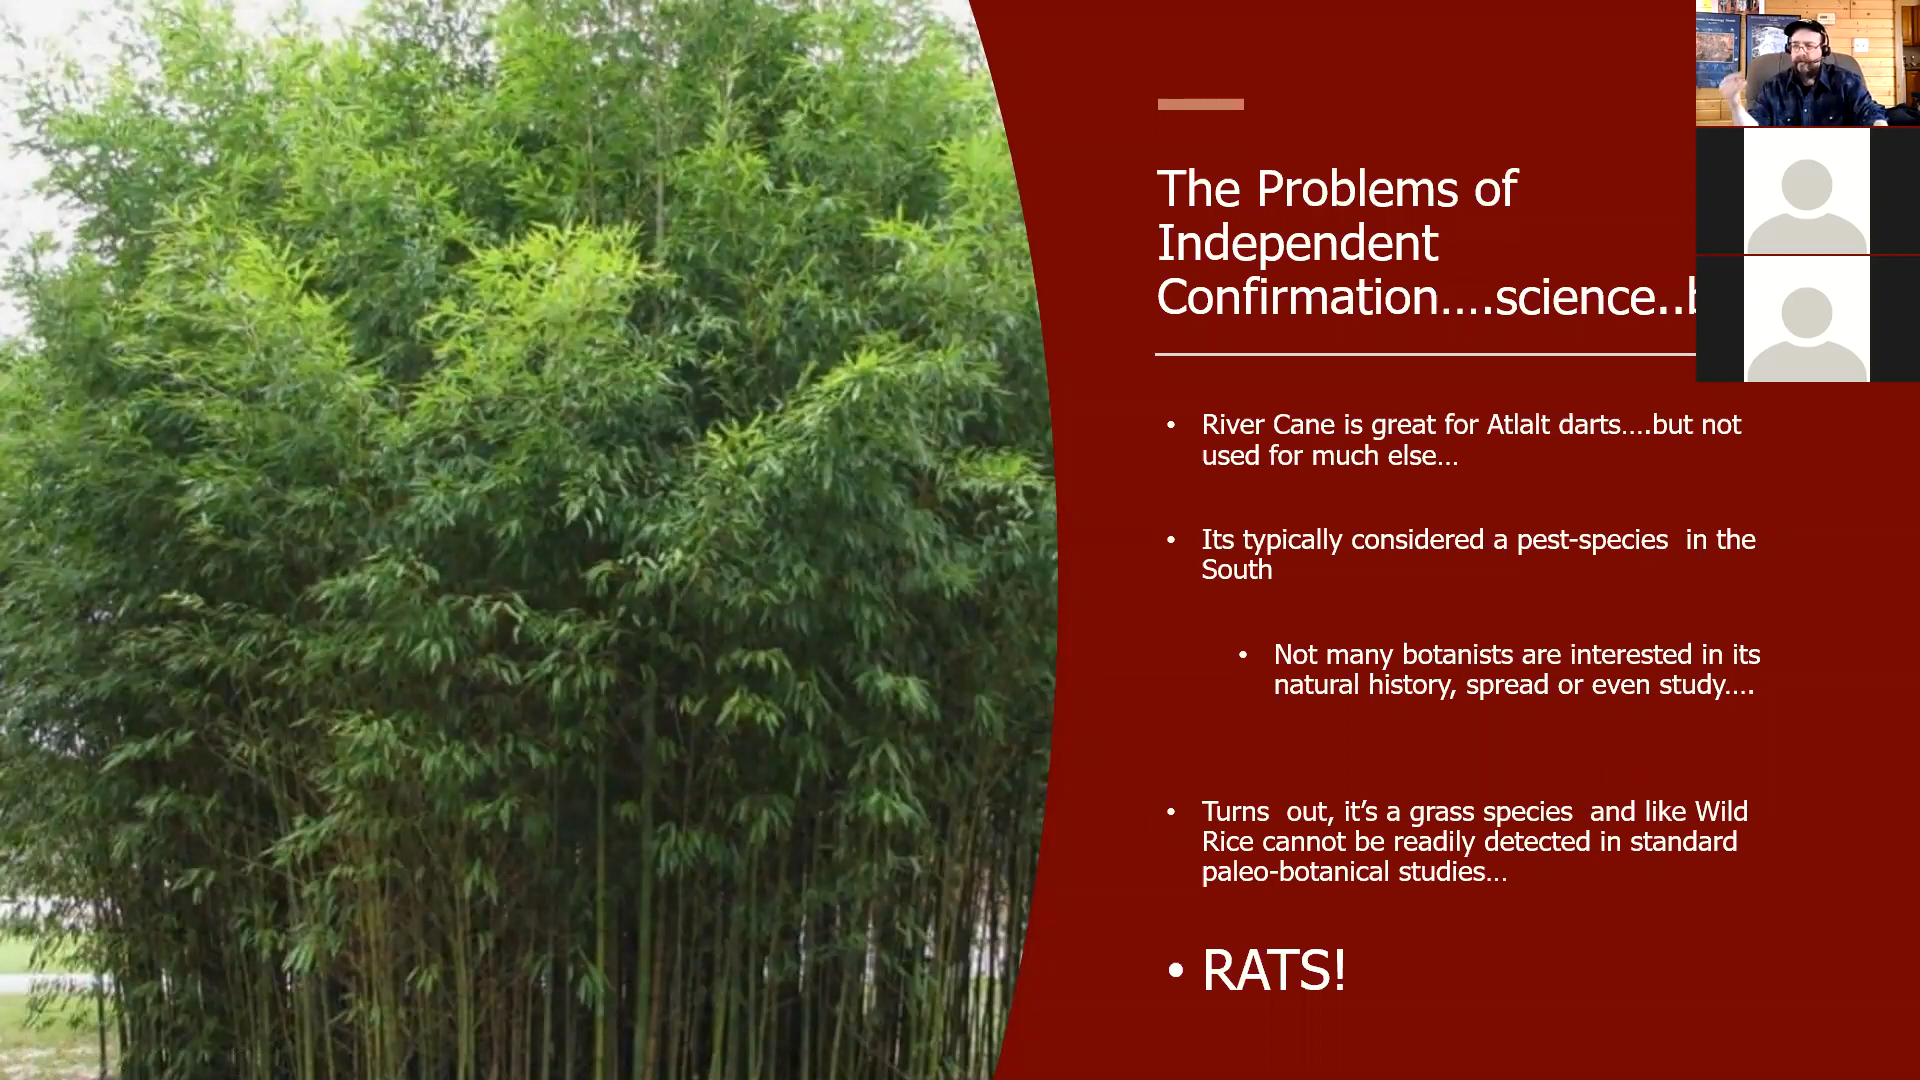 The Problems of
Independent
Confirmation….science..b
• River Cane is great for Atlalt darts….but not
used for much else…
• Its typically considered a pest-species  in the
South
• Not many botanists are interested in its
natural history, spread or even study….
• Turns  out, it’s a grass species  and like Wild
Rice cannot be readily detected in standard
paleo-botanical studies…
• RATS!